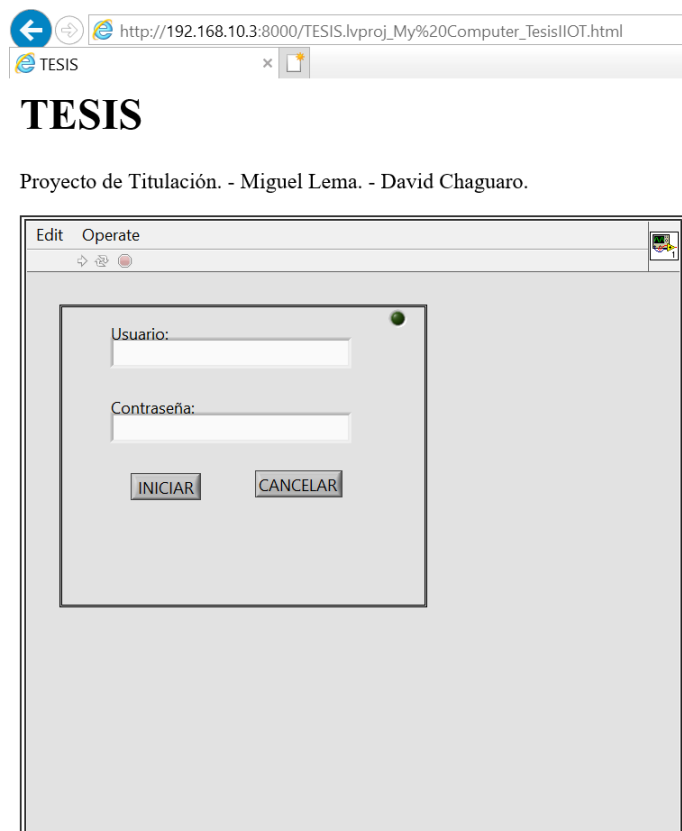 http://192.168.10.3:8000/TESIS.lvproj_My%20Computer_TesisIIOT.html
TESIS
TESIS
Proyecto de Titulación. - Miguel Lema. - David Chaguaro.
Edit Operate
1
Usuario:
Contraseña:
INICIAR CANCELAR